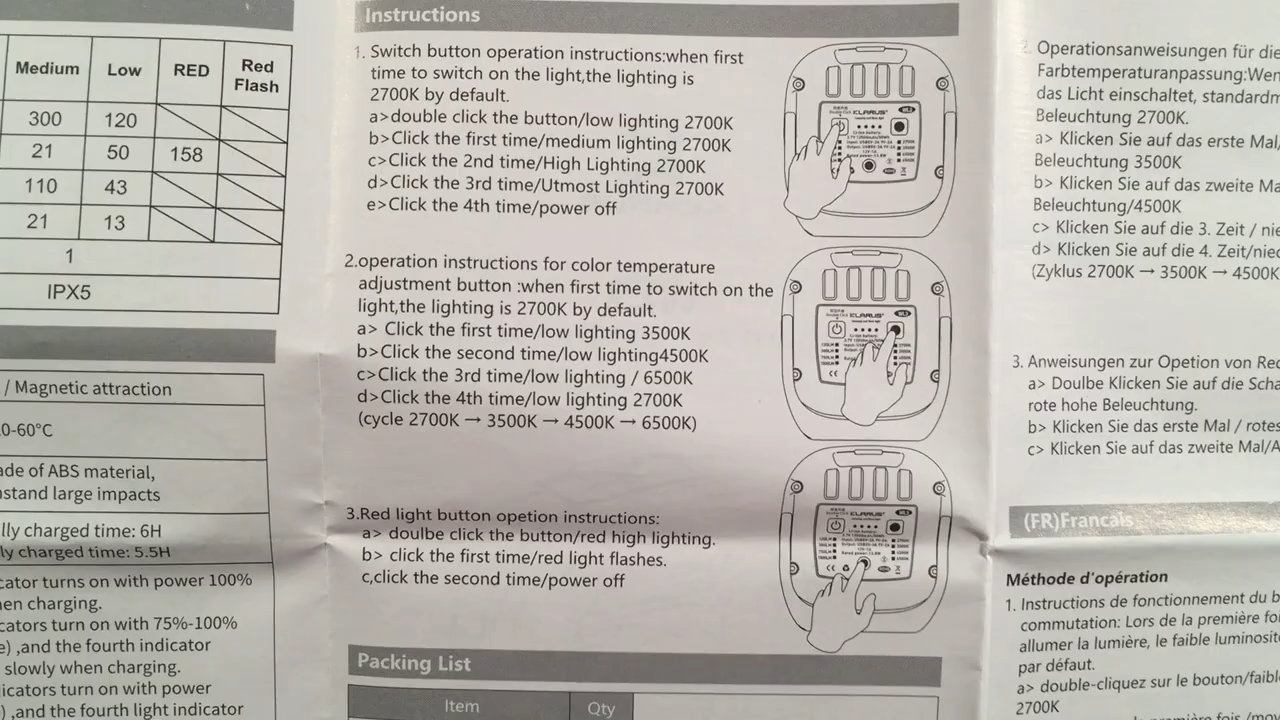 Medium Low RED Red Flash
300 120
21 50 158
110 43
21 13
1
IPX5
/ Magnetic attraction
0-60°C
ade of ABS material,
nstand large impacts
lly charged time: 6H
ly charged time: 5.5H
cator turns on with power 100%
en charging.
cators turn on with 75%-100%
e) ,and the fourth indicator
slowly when charging.
icators turn on with power
) ,and the fourth light indicator
Instructions
1. Switch button operation instructions:when first
time to switch on the light,the lighting is
2700K by default.
a>double click the button/low lighting 2700K
b>Click the first time/medium lighting 2700K
c>Click the 2nd time/High Lighting 2700K
d>Click the 3rd time/Utmost Lighting 2700K
e>Click the 4th time/power off
2.operation instructions for color temperature
adjustment button :when first time to switch on the
light,the lighting is 2700K by default.
a> Click the first time/low lighting 3500K
b>Click the second time/low lighting4500K
c>Click the 3rd time/low lighting / 6500K
d>Click the 4th time/low lighting 2700K
(cycle 2700K → 3500K → 4500K → 6500K)
3.Red light button opetion instructions:
a> doulbe click the button/red high lighting.
b> click the first time/red light flashes.
c,click the second time/power off
KLARUS
KLARUS
KLARUS
Packing List
Item Qty
2. Operationsanweisungen für die
Farbtemperaturanpassung:Wen
das Licht einschaltet, standardm
Beleuchtung 2700K.
a> Klicken Sie auf das erste Mal/
Beleuchtung 3500K
b> Klicken Sie auf das zweite Ma
Beleuchtung/4500K
c> Klicken Sie auf die 3. Zeit / nie
d> Klicken Sie auf die 4. Zeit/nied
(Zyklus 2700K → 3500K → 4500K
3. Anweisungen zur Opetion von Re
a> Doulbe Klicken Sie auf die Scha
rote hohe Beleuchtung.
b> Klicken Sie das erste Mal / rotes
c> Klicken Sie auf das zweite Mal/A
(FR)Francais
Méthode d'opération
1. Instructions de fonctionnement du b
commutation: Lors de la première foi
allumer la lumière, le faible luminosit
par défaut.
a> double-cliquez sur le bouton/faibl
2700K